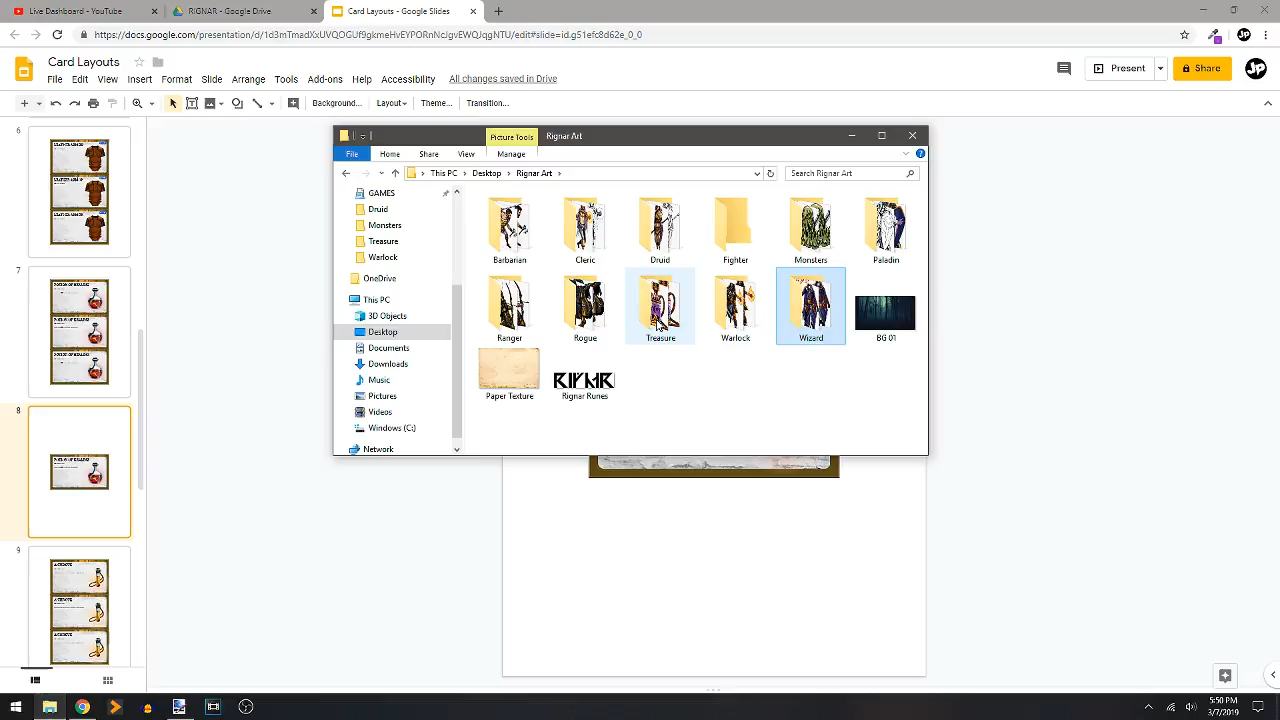 Live Dashboard - YouTube
RIGNAR - Google Drive
Card Layouts - Google Slides
https://docs.google.com/presentation/d/1d3mTmadXxUVQOGUf9gkmeHvEYPORnNcJgvEWQJqgNTU/edit#slide=id.g51efc8d62e_0_0
Card Layouts
File Edit View Insert Format Slide Arrange Tools Add-ons Help Accessibility All changes saved in Drive
Present
Share
JP
Background... Layout Theme... Transition...
6
7
8
9
Picture Tools
Rignar Art
File Home Share View Manage
This PC > Desktop > Rignar Art >
Search Rignar Art
GAMES
Druid
Monsters
Treasure
Warlock
OneDrive
This PC
3D Objects
Desktop
Documents
Downloads
Music
Pictures
Videos
Windows (C:)
Network
Barbarian Cleric Druid Fighter Monsters Paladin
Ranger Rogue Treasure Warlock Wizard BG 01
Paper Texture Rignar Runes
5:50 PM
3/7/2019